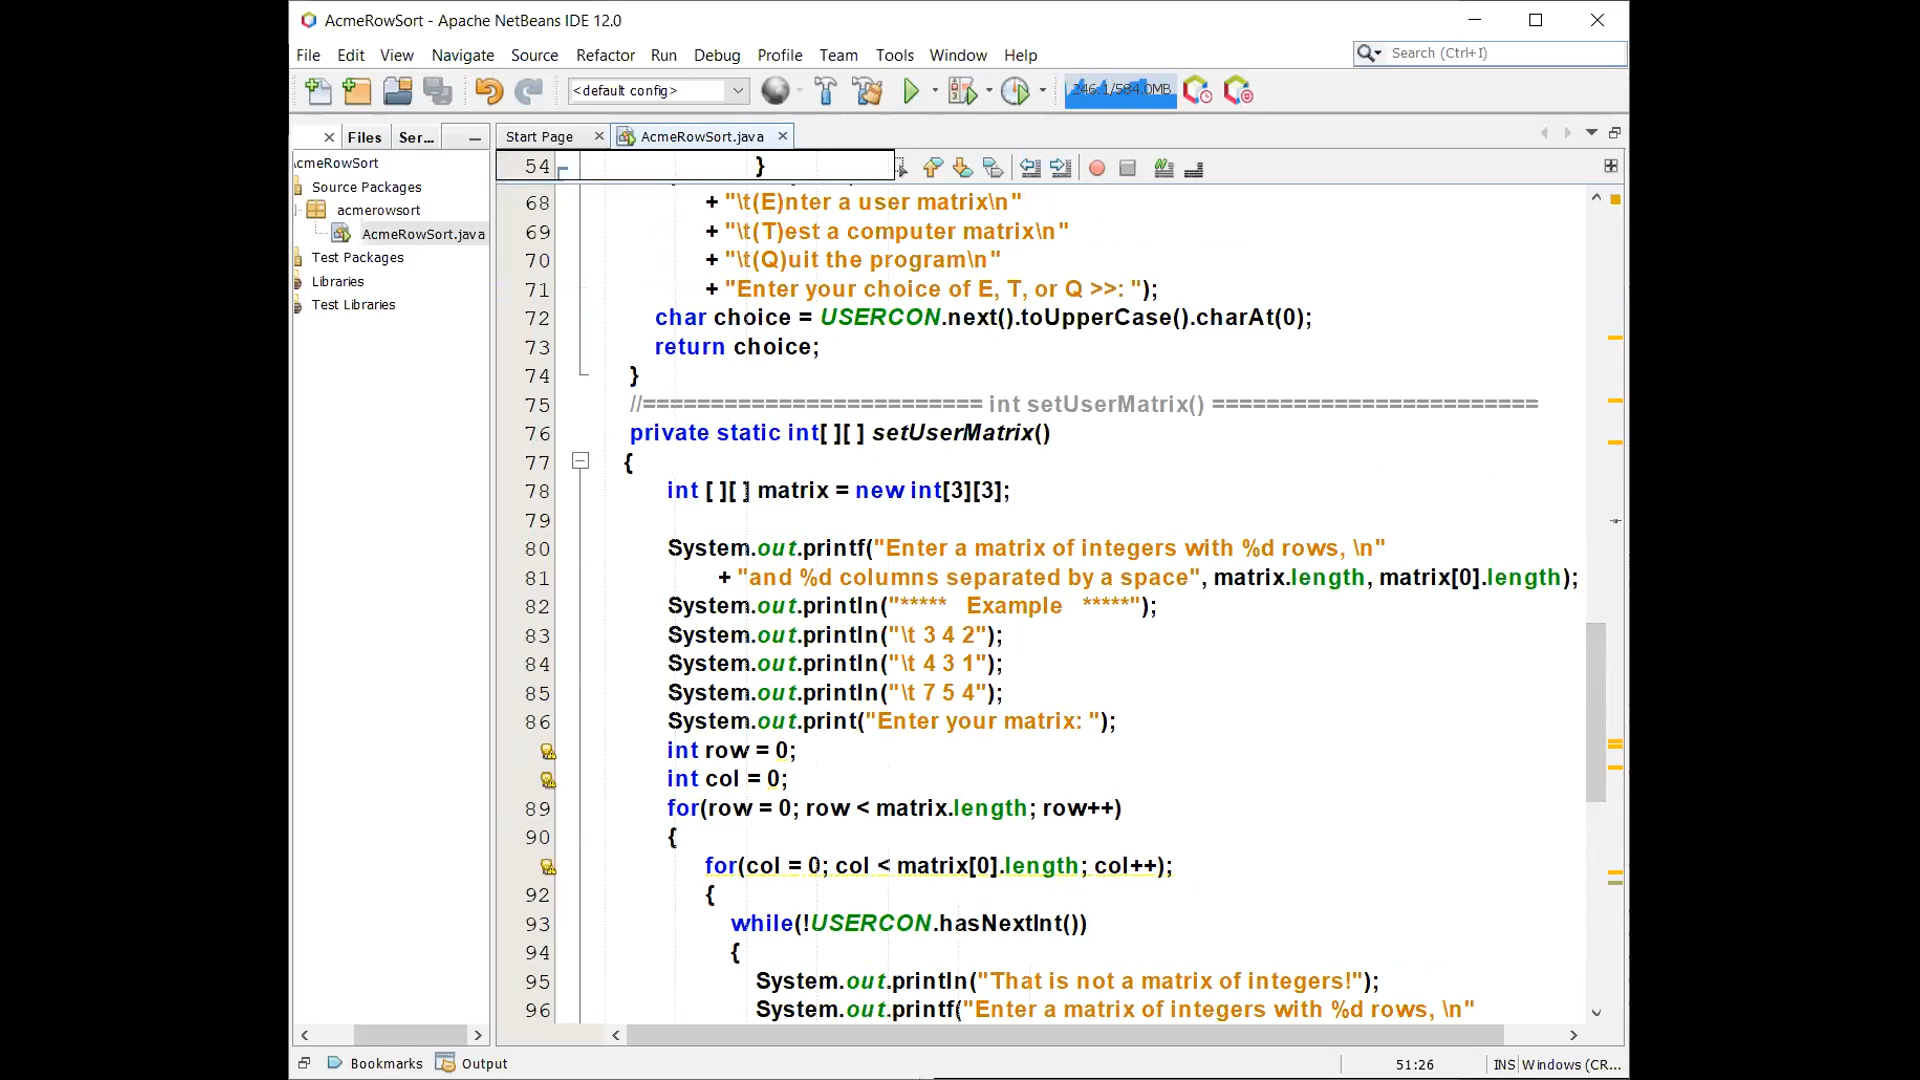 AcmeRowSort - Apache NetBeans IDE 12.0
File Edit View Navigate Source Refactor Run Debug Profile Team Tools Window Help
Search (Ctrl+I)
<default config>
246.1/584.0MB
Files Ser...
Start Page AcmeRowSort.java
cmeRowSort
Source Packages
acmerowsort
AcmeRowSort.java
Test Packages
Libraries
Test Libraries
54 }
68 + "\t(E)nter a user matrix\n"
69 + "\t(T)est a computer matrix\n"
70 + "\t(Q)uit the program\n"
71 + "Enter your choice of E, T, or Q >>: ");
72 char choice = USERCON.next().toUpperCase().charAt(0);
73 return choice;
74 }
75 //========================= int setUserMatrix() ========================
76 private static int[ ][ ] setUserMatrix()
77 {
78 int [ ][ ] matrix = new int[3][3];
79
80 System.out.printf("Enter a matrix of integers with %d rows, \n"
81 + "and %d columns separated by a space", matrix.length, matrix[0].length);
82 System.out.println("***** Example *****");
83 System.out.println("\t 3 4 2");
84 System.out.println("\t 4 3 1");
85 System.out.println("\t 7 5 4");
86 System.out.print("Enter your matrix: ");
int row = 0;
int col = 0;
89 for(row = 0; row < matrix.length; row++)
90 {
for(col = 0; col < matrix[0].length; col++);
92 {
93 while(!USERCON.hasNextInt())
94 {
95 System.out.println("That is not a matrix of integers!");
96 System.out.printf("Enter a matrix of integers with %d rows, \n"
Bookmarks Output
51:26 INS Windows (CR...